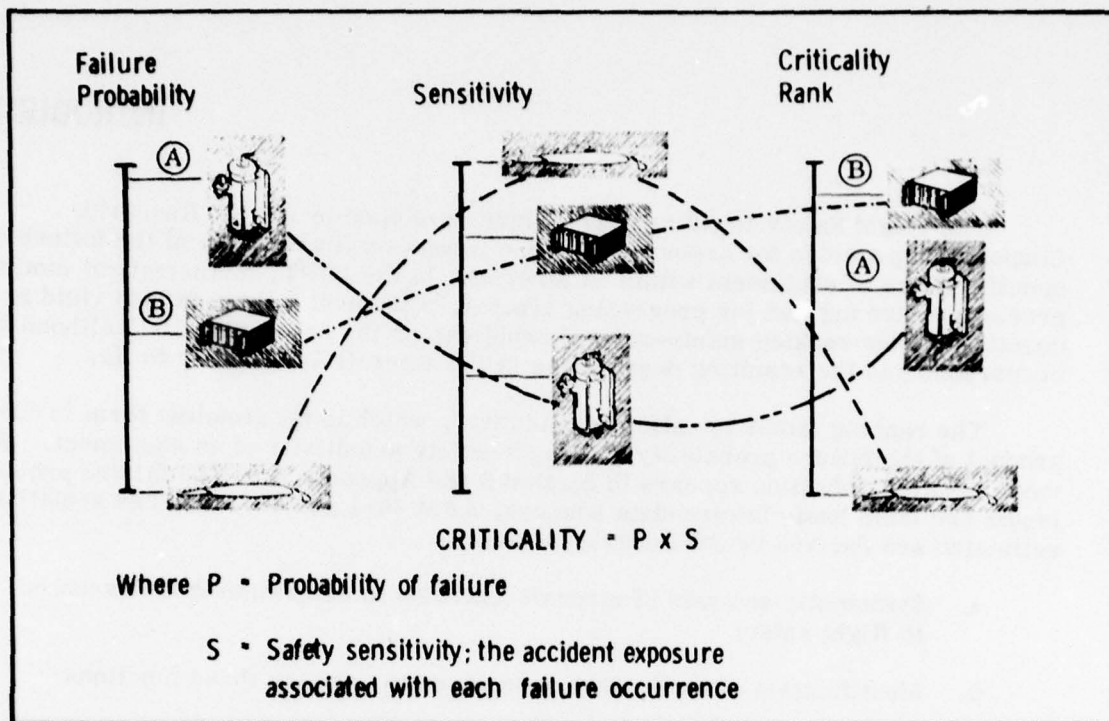 Failure
Probability
Sensitivity
Criticality
Rank
A
B
B
A
CRITICALITY = P x S
Where P = Probability of failure
S = Safety sensitivity; the accident exposure
associated with each failure occurrence